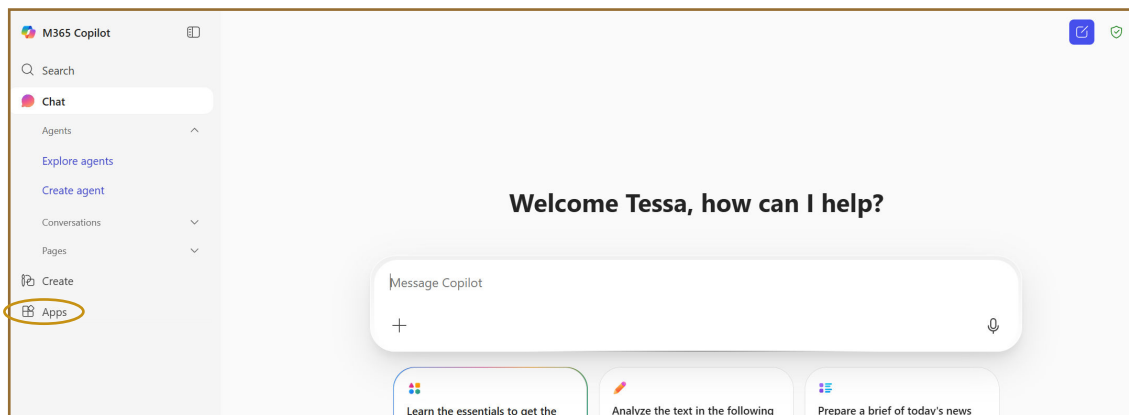 M365 Copilot
Search
Chat
Agents
Explore agents
Create agent
Conversations
Pages
Create
Apps
Welcome Tessa, how can I help?
Message Copilot
Learn the essentials to get the
Analyze the text in the following
Prepare a brief of today's news